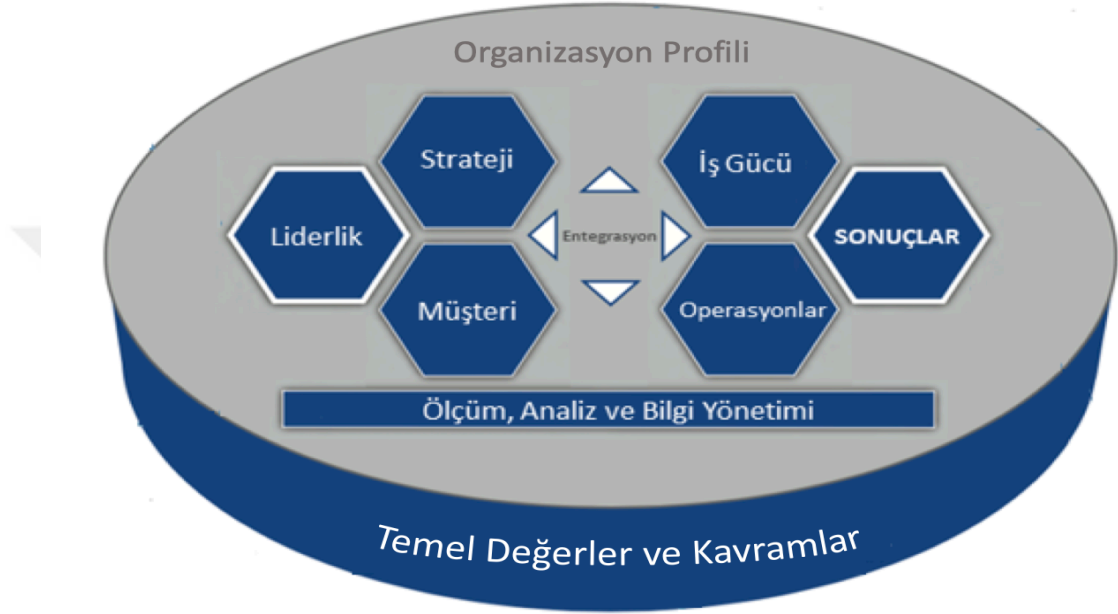 Organizasyon Profili
Strateji
İş Gücü
Liderlik
Entegrasyon
SONUÇLAR
Müşteri
Operasyonlar
Ölçüm, Analiz ve Bilgi Yönetimi
Temel Değerler ve Kavramlar